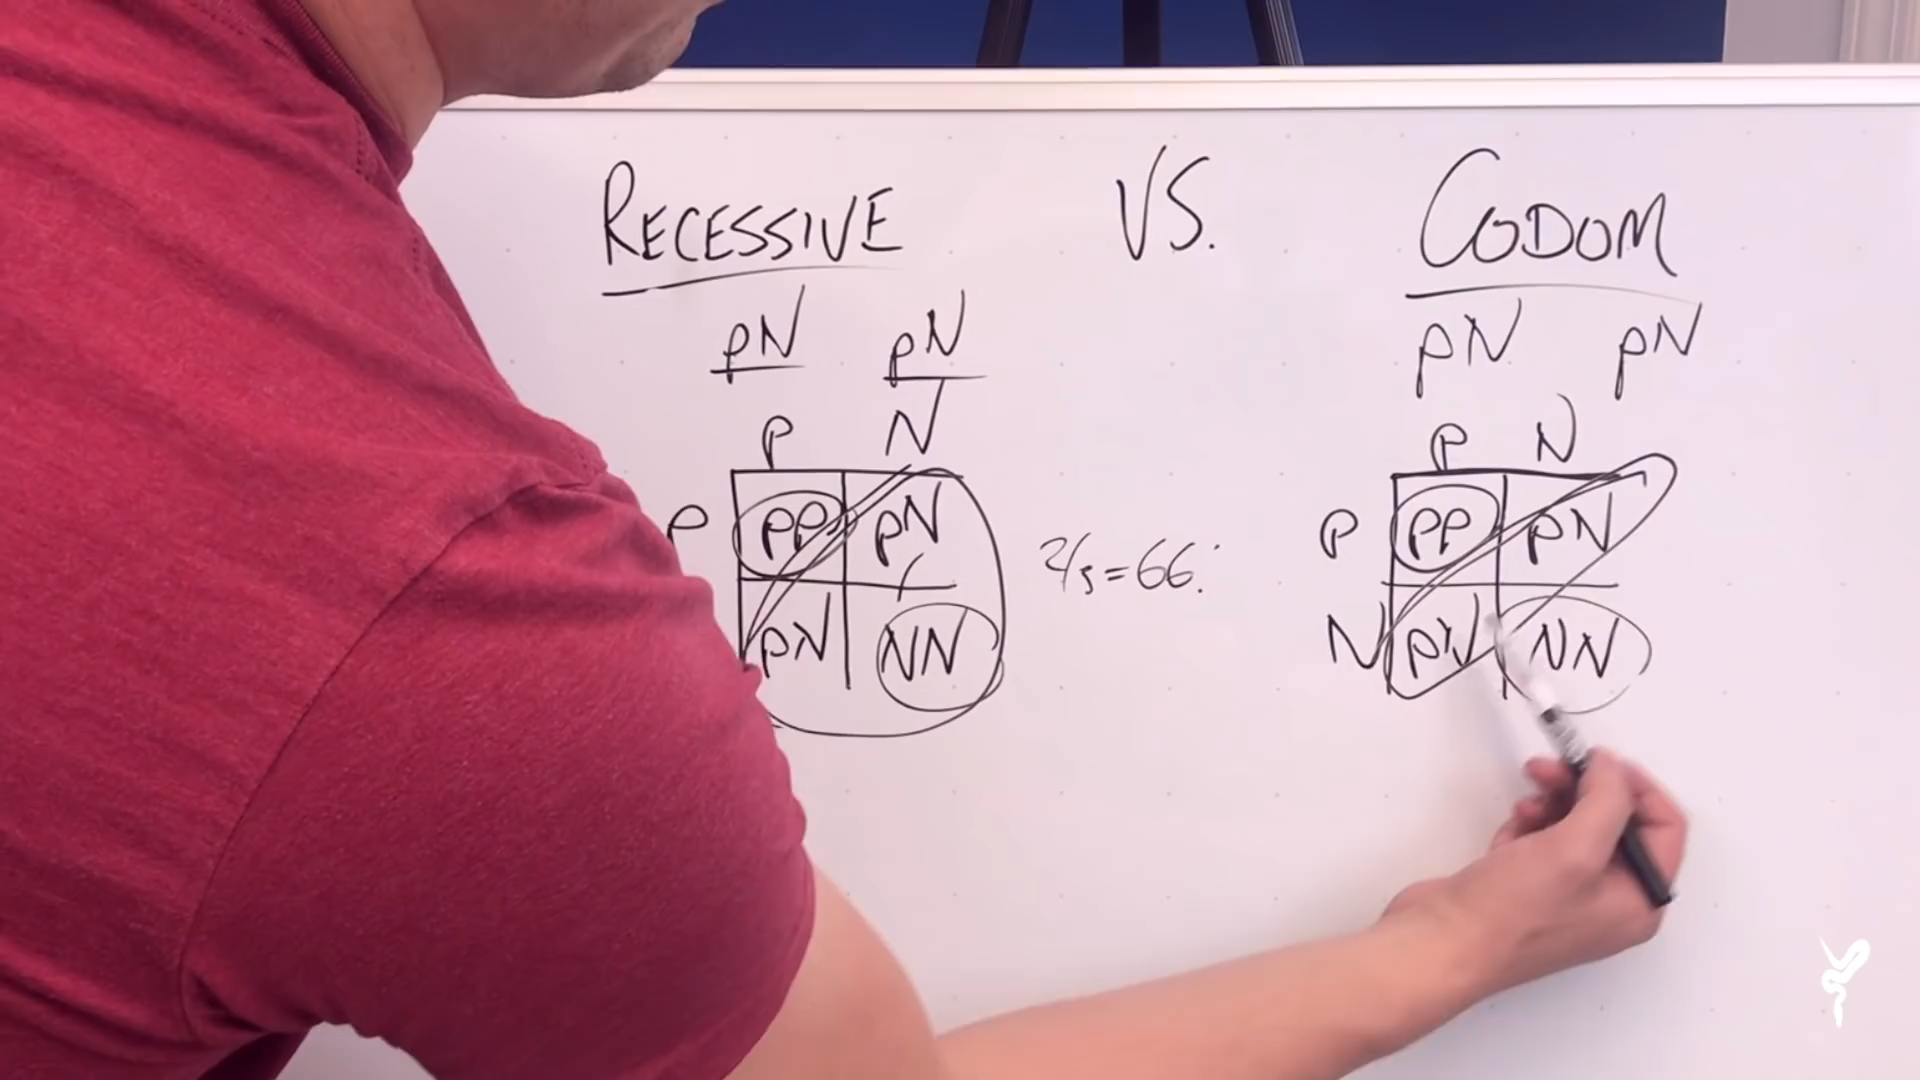 RECESSIVE VS. CODOM
pN pN
P N
P PP pN
pN NN
2/3 = 66.
pN pN
P N
P PP PN
N pN NN